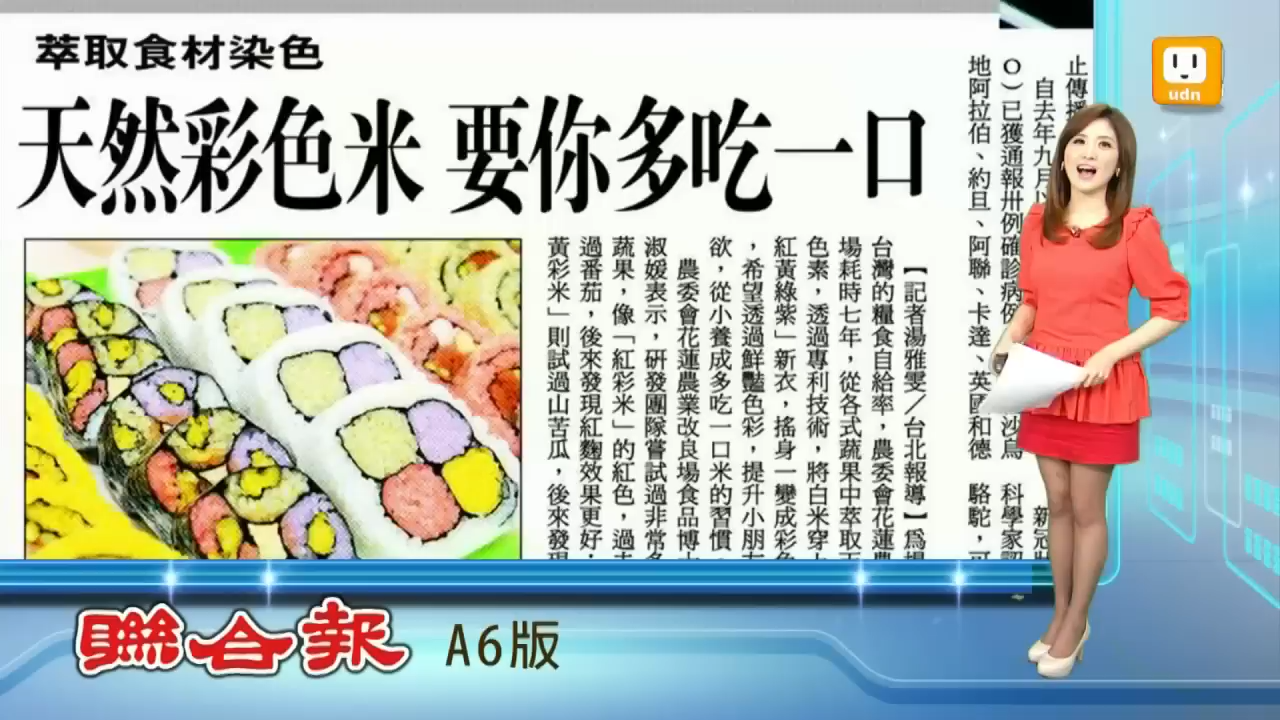 萃取食材染色
天然彩色米 要你多吃一口
【記者湯雅雯／台北報導】為提
台灣的糧食自給率，農委會花蓮農
場耗時七年，從各式蔬果中萃取天
色素，透過專利技術，將白米穿上
紅黃綠紫」新衣，搖身一變成彩色
，希望透過鮮豔色彩，提升小朋友
欲，從小養成多吃一口米的習慣。
農委會花蓮農業改良場食品博士
淑媛表示，研發團隊嘗試過非常多
蔬果，像「紅彩米」的紅色，過去
過番茄，後來發現紅麴效果更好；
黃彩米」則試過山苦瓜，後來發現
止傳播
自去年九月以
新冠狀
O）已獲通報卅例確診病例
沙烏
科學家認
地阿拉伯、約旦、阿聯、卡達、英國和德
駱駝，可
udn
聯合報
A6版